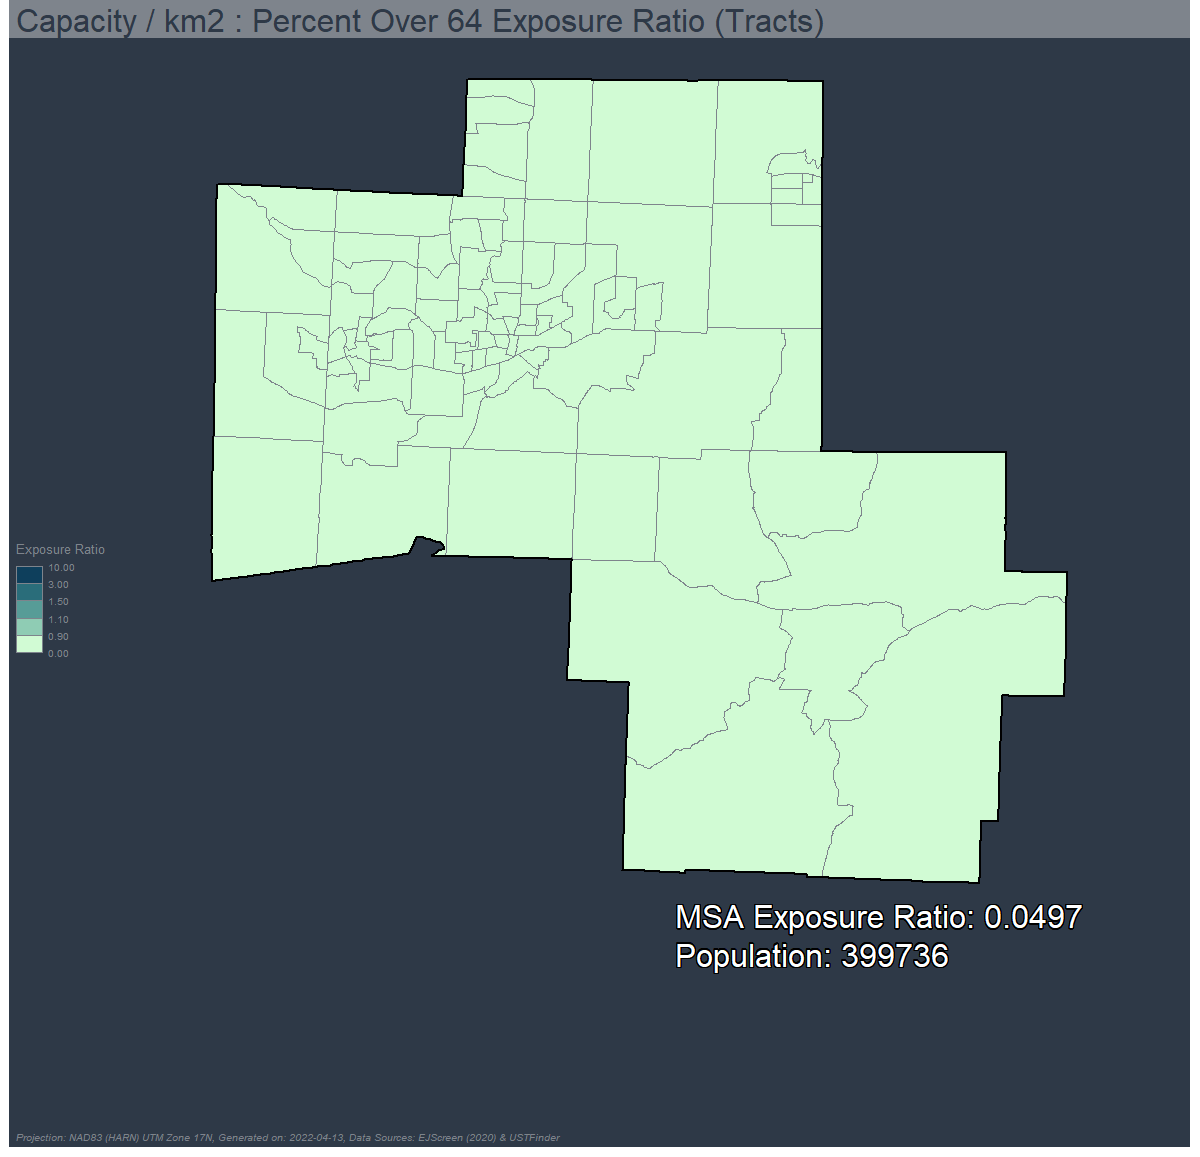 Capacity / km2 : Percent Over 64 Exposure Ratio (Tracts)
Exposure Ratio
10.00
3.00
1.50
1.10
0.90
0.00
MSA Exposure Ratio: 0.0497
Population: 399736
Projection: NAD83 (HARN) UTM Zone 17N, Generated on: 2022-04-13, Data Sources: EJScreen (2020) & USTFinder